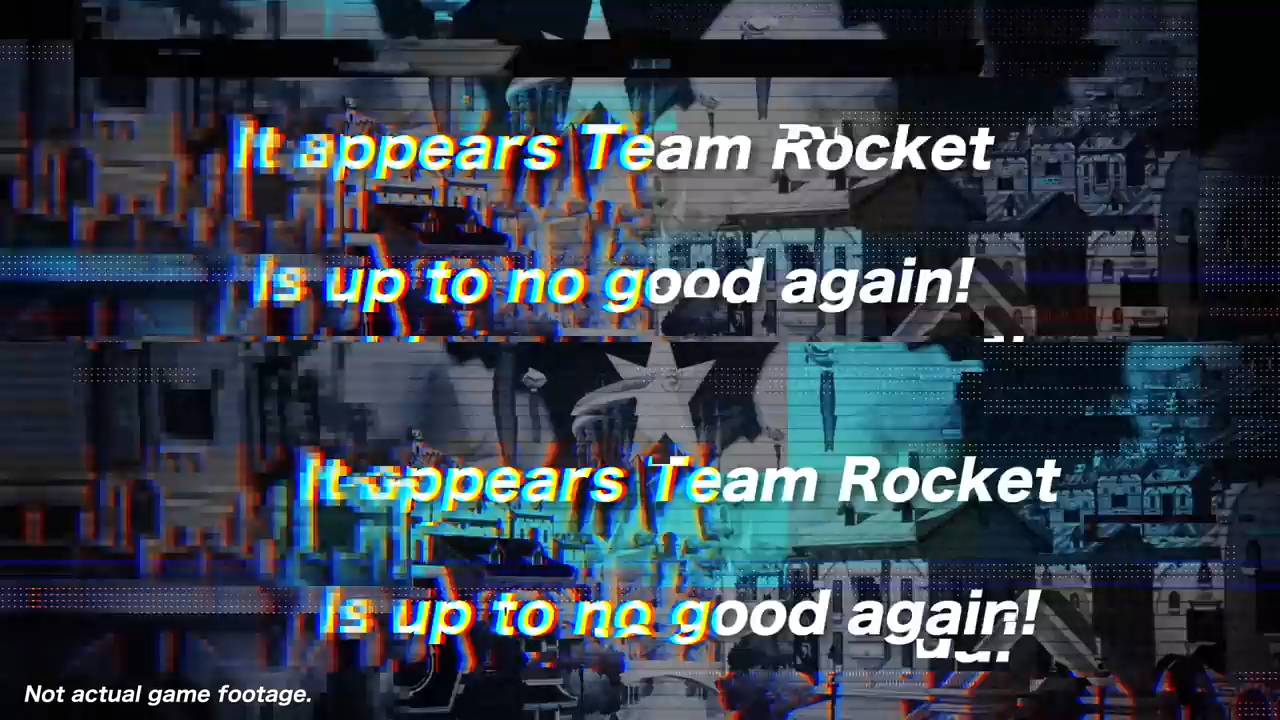 It appears Team Rocket
Is up to no good again!
It appears Team Rocket
Is up to no good again!
Not actual game footage.